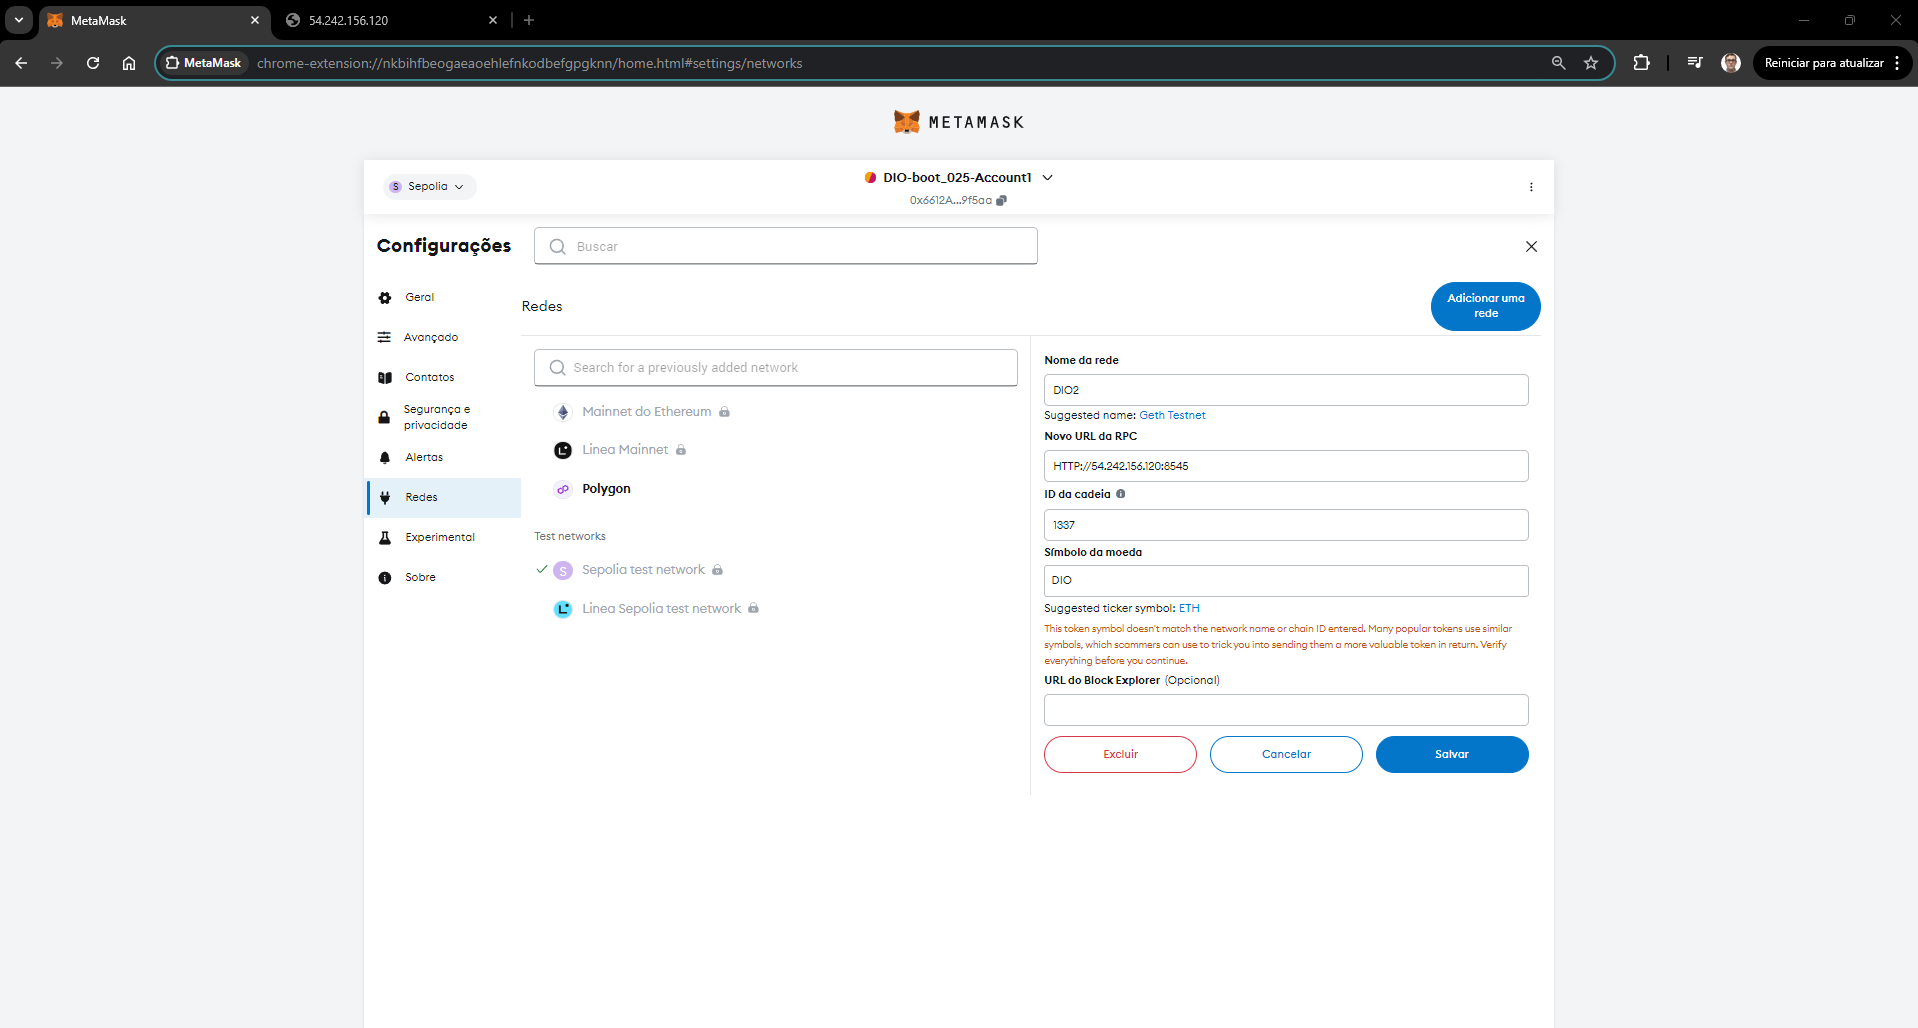 MetaMask
54.242.156.120
MetaMask
chrome-extension://nkbihfbeogaeaoehlefnkodbefgpgknn/home.html#settings/networks
Reiniciar para atualizar
METAMASK
S
Sepolia
DIO-boot_025-Account1
0x6612A...9f5aa
Configurações
Buscar
Geral
Avançado
Contatos
Segurança e
privacidade
Alertas
Redes
Experimental
Sobre
Redes
Adicionar uma
rede
Search for a previously added network
Mainnet do Ethereum
Linea Mainnet
Polygon
Test networks
S
Sepolia test network
Linea Sepolia test network
Nome da rede
DIO2
Suggested name: Geth Testnet
Novo URL da RPC
HTTP://54.242.156.120:8545
ID da cadeia
1337
Símbolo da moeda
DIO
Suggested ticker symbol: ETH
This token symbol doesn't match the network name or chain ID entered. Many popular tokens use similar
symbols, which scammers can use to trick you into sending them a more valuable token in return. Verify
everything before you continue.
URL do Block Explorer (Opcional)
Excluir
Cancelar
Salvar